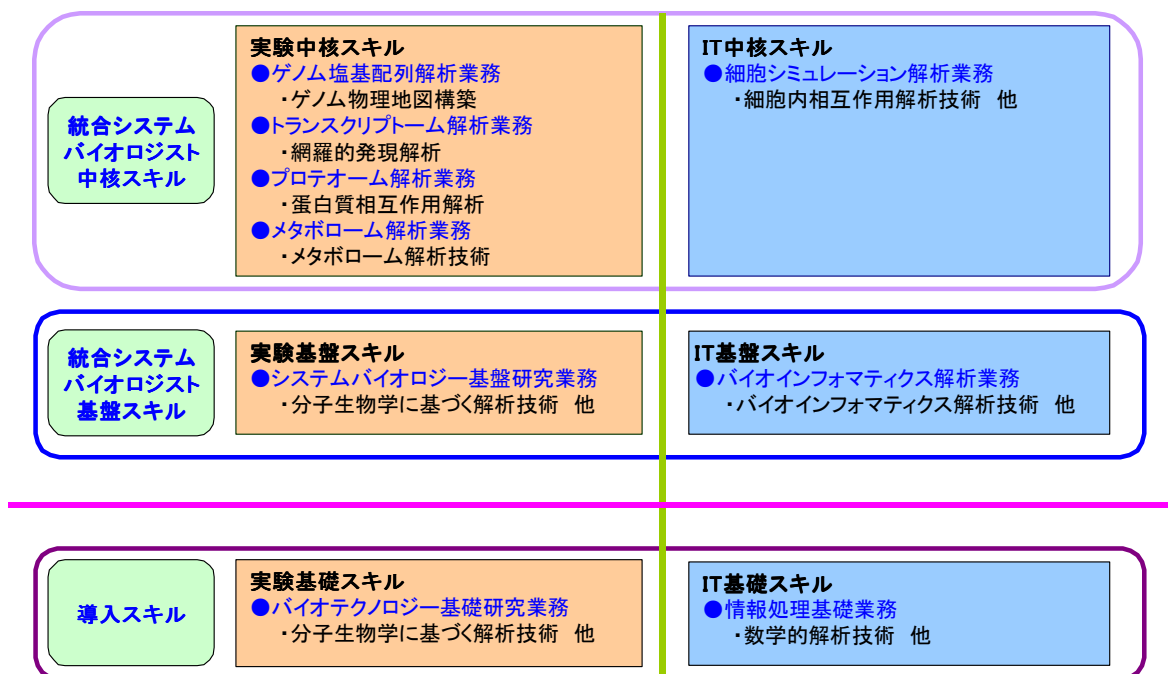 統合システム
バイオロジスト
中核スキル
実験中核スキル
●ゲノム塩基配列解析業務
・ゲノム物理地図構築
●トランスクリプトーム解析業務
・網羅的発現解析
●プロテオーム解析業務
・蛋白質相互作用解析
●メタボローム解析業務
・メタボローム解析技術
IT中核スキル
●細胞シミュレーション解析業務
・細胞内相互作用解析技術 他
統合システム
バイオロジスト
基盤スキル
実験基盤スキル
●システムバイオロジー基盤研究業務
・分子生物学に基づく解析技術 他
IT基盤スキル
●バイオインフォマティクス解析業務
・バイオインフォマティクス解析技術 他
導入スキル
実験基礎スキル
●バイオテクノロジー基礎研究業務
・分子生物学に基づく解析技術 他
IT基礎スキル
●情報処理基礎業務
・数学的解析技術 他